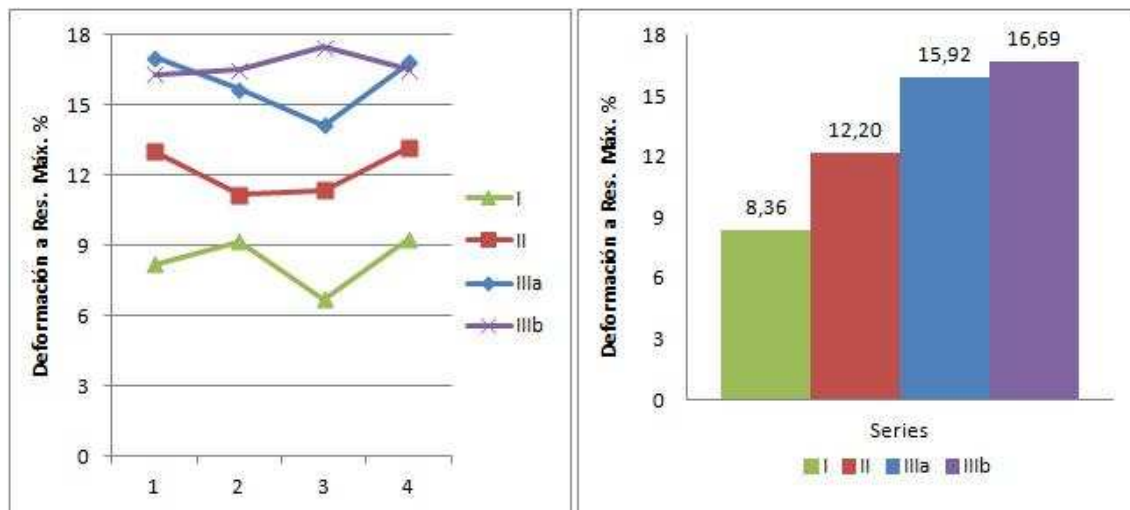 Deformación a Res. Máx. %
18
15
12
9
6
3
0
1 2 3 4
I
II
IIIa
IIIb
Deformación a Res. Máx. %
18
15
12
9
6
3
0
8,36
12,20
15,92
16,69
Series
I II IIIa IIIb